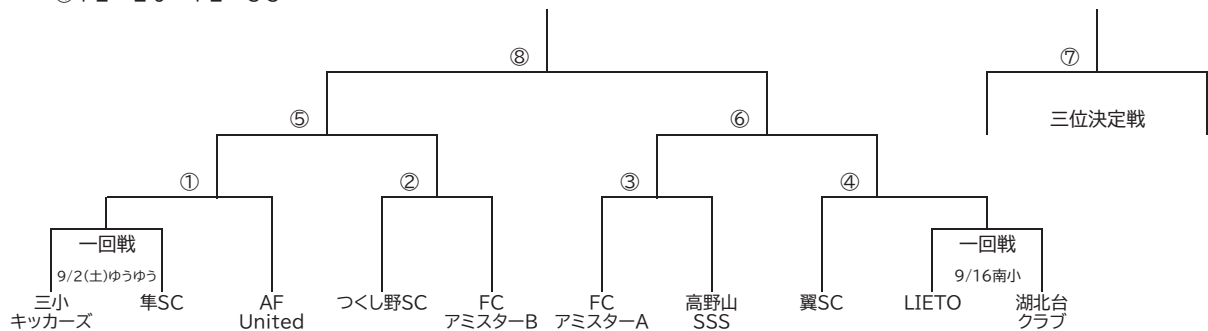 ⑧
⑦
⑤
⑥
三位決定戦
①
②
③
④
一回戦
一回戦
9/2(土)ゆうゆう
9/16南小
三小
キッカーズ
隼SC
AF
United
つくし野SC
FC
アミスターB
FC
アミスターA
高野山
SSS
翼SC
LIETO
湖北台
クラブ